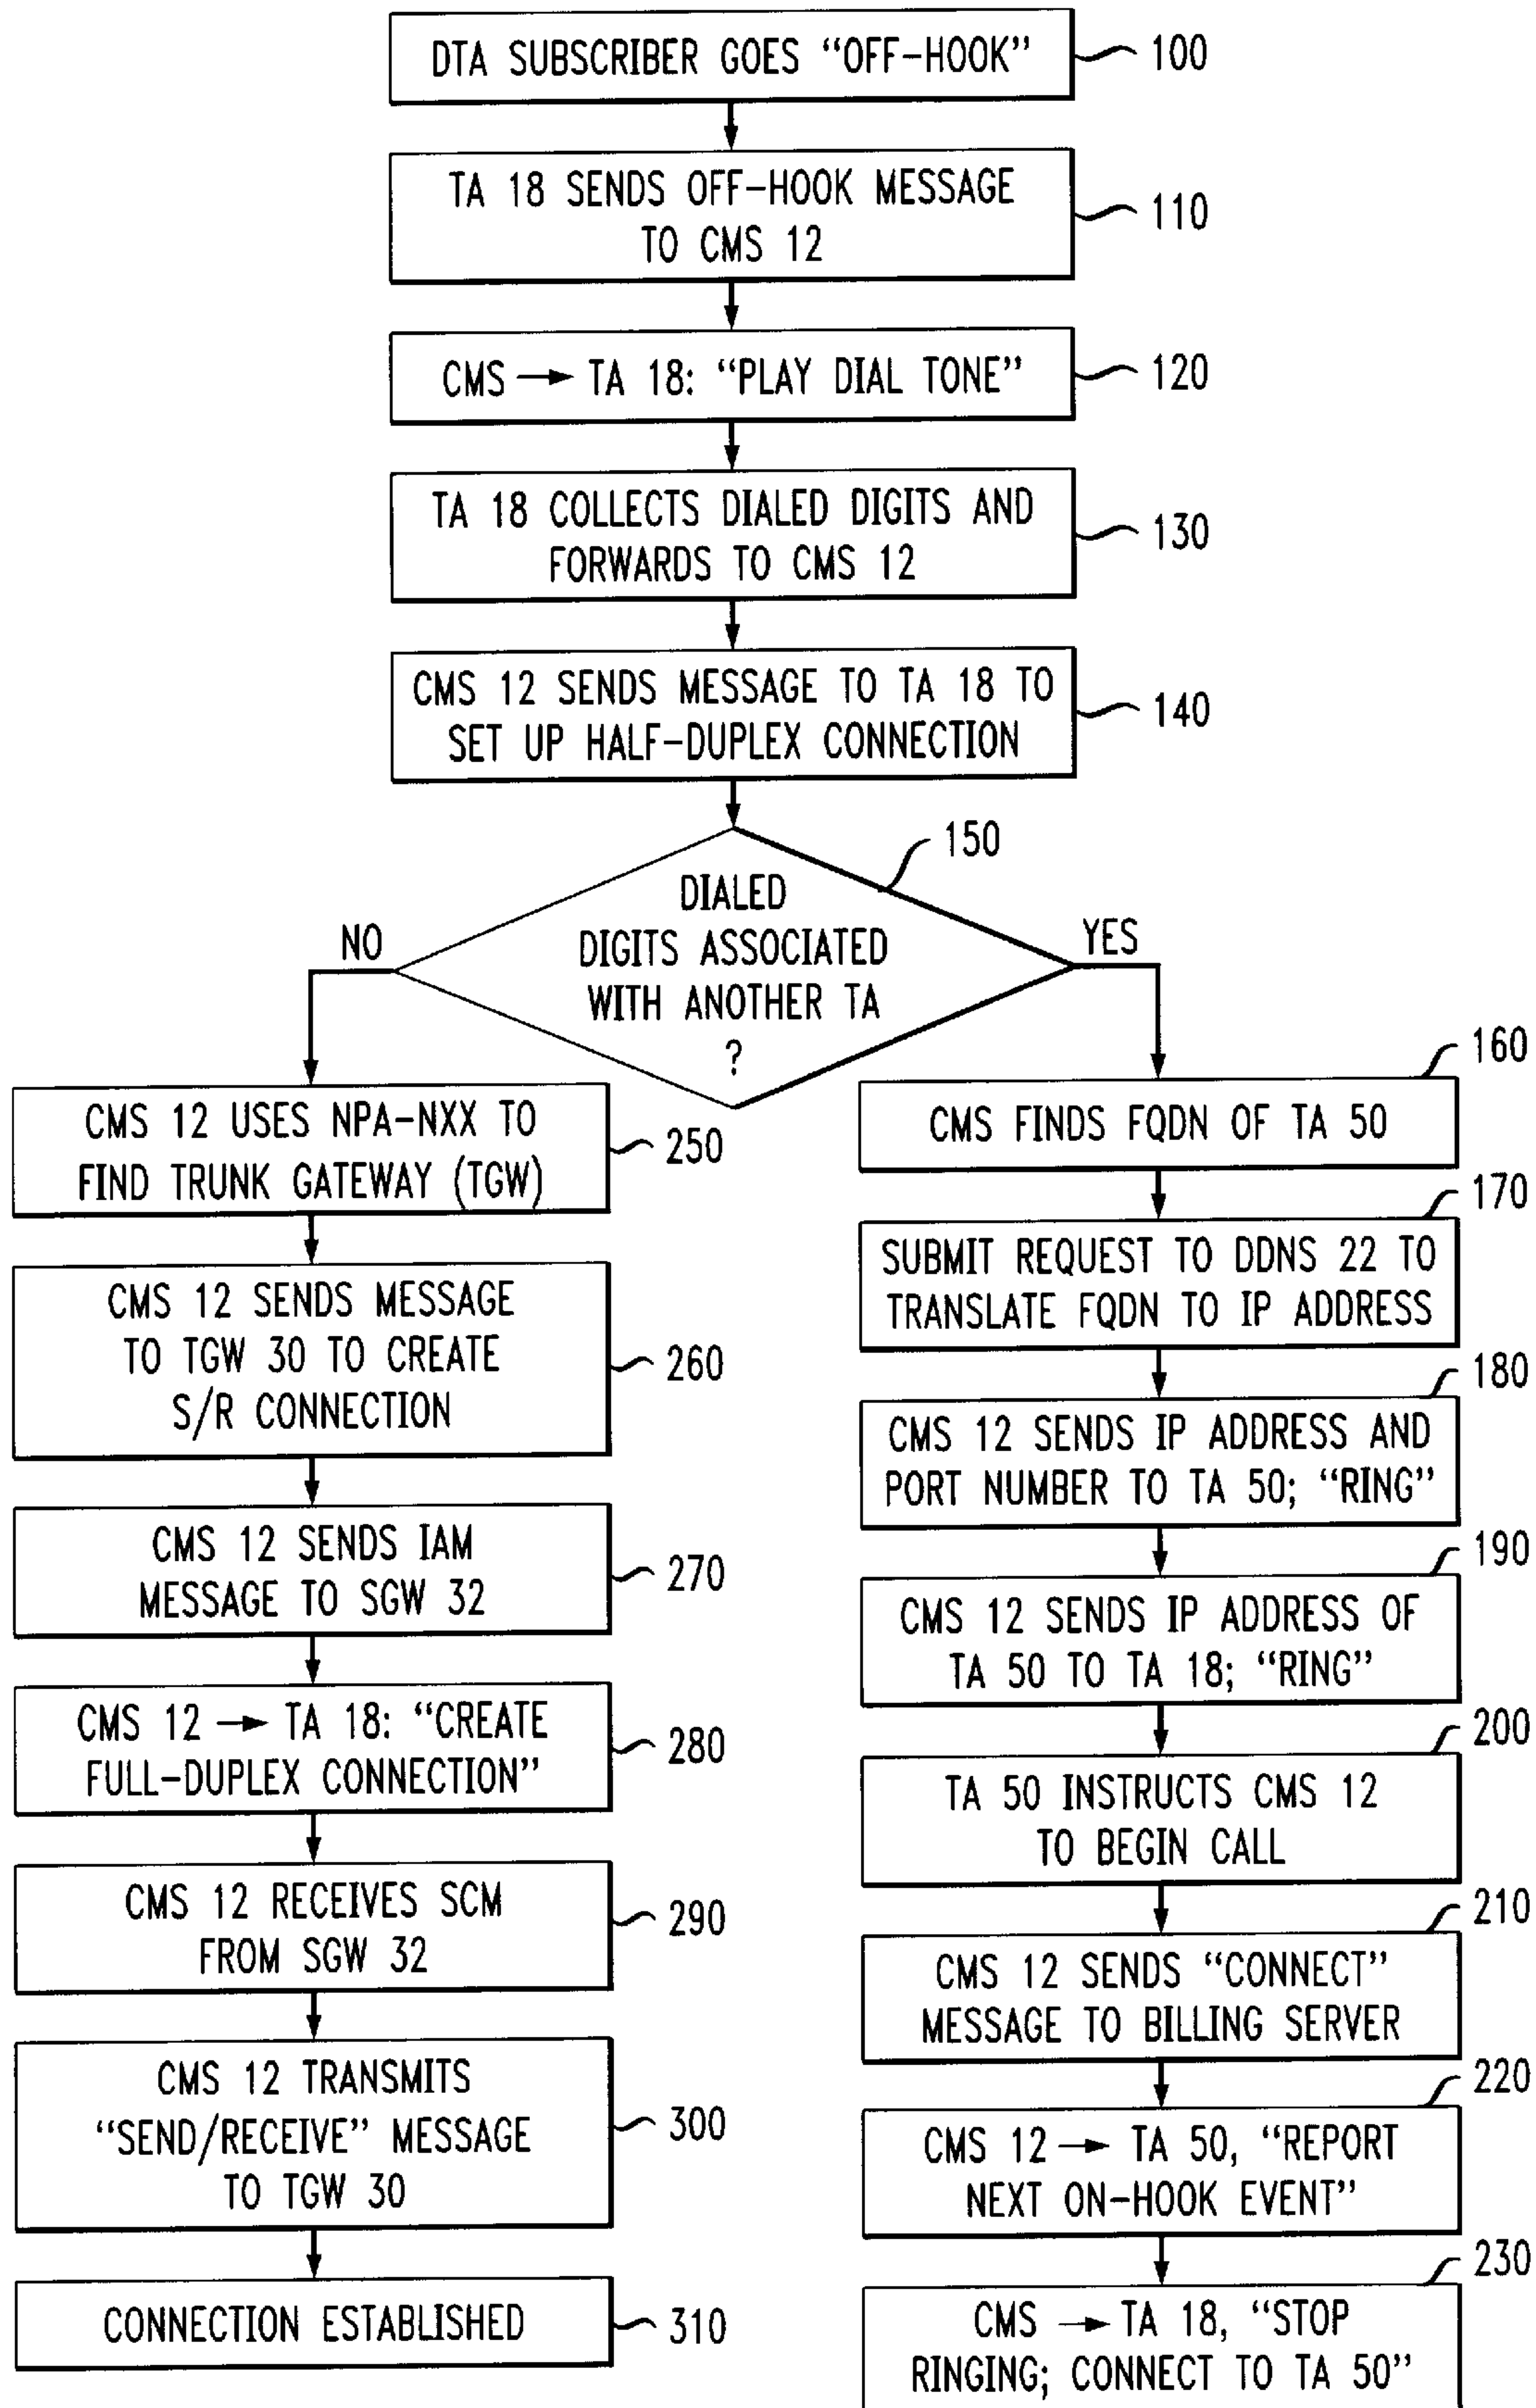 DTA SUBSCRIBER GOES “OFF-HOOK”
100
TA 18 SENDS OFF-HOOK MESSAGE
TO CMS 12
110
CMS → TA 18: “PLAY DIAL TONE”
120
TA 18 COLLECTS DIALED DIGITS AND
FORWARDS TO CMS 12
130
CMS 12 SENDS MESSAGE TO TA 18 TO
SET UP HALF-DUPLEX CONNECTION
140
150
DIALED
DIGITS ASSOCIATED
WITH ANOTHER TA
?
NO
YES
CMS 12 USES NPA-NXX TO
FIND TRUNK GATEWAY (TGW)
250
CMS 12 SENDS MESSAGE
TO TGW 30 TO CREATE
S/R CONNECTION
260
CMS 12 SENDS IAM
MESSAGE TO SGW 32
270
CMS 12 → TA 18: “CREATE
FULL-DUPLEX CONNECTION”
280
CMS 12 RECEIVES SCM
FROM SGW 32
290
CMS 12 TRANSMITS
“SEND/RECEIVE” MESSAGE
TO TGW 30
300
CONNECTION ESTABLISHED
310
160
CMS FINDS FQDN OF TA 50
170
SUBMIT REQUEST TO DDNS 22 TO
TRANSLATE FQDN TO IP ADDRESS
180
CMS 12 SENDS IP ADDRESS AND
PORT NUMBER TO TA 50; “RING”
190
CMS 12 SENDS IP ADDRESS OF
TA 50 TO TA 18; “RING”
200
TA 50 INSTRUCTS CMS 12
TO BEGIN CALL
210
CMS 12 SENDS “CONNECT”
MESSAGE TO BILLING SERVER
220
CMS 12 → TA 50, “REPORT
NEXT ON-HOOK EVENT”
230
CMS → TA 18, “STOP
RINGING; CONNECT TO TA 50”